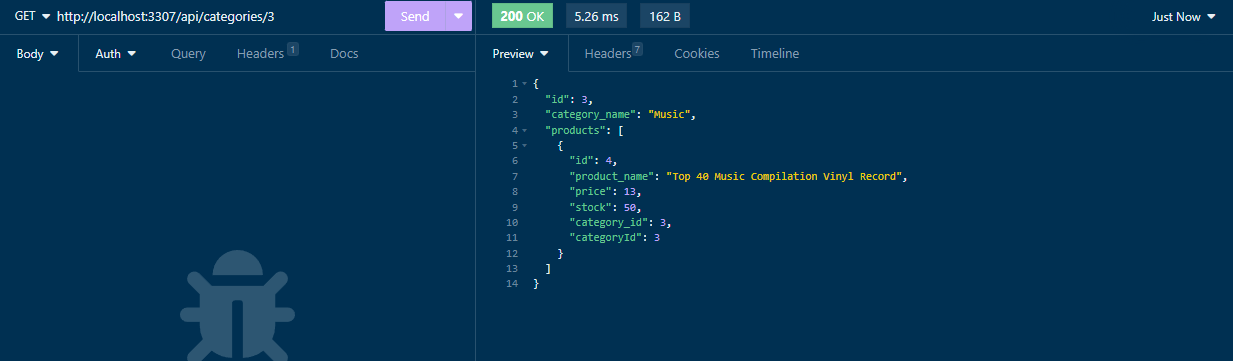 GET http://localhost:3307/api/categories/3 Send 200 OK 5.26 ms 162 B Just Now
Body Auth Query Headers 1 Docs Preview Headers 7 Cookies Timeline
1 {
2 "id": 3,
3 "category_name": "Music",
4 "products": [
5 {
6 "id": 4,
7 "product_name": "Top 40 Music Compilation Vinyl Record",
8 "price": 13,
9 "stock": 50,
10 "category_id": 3,
11 "categoryId": 3
12 }
13 ]
14 }